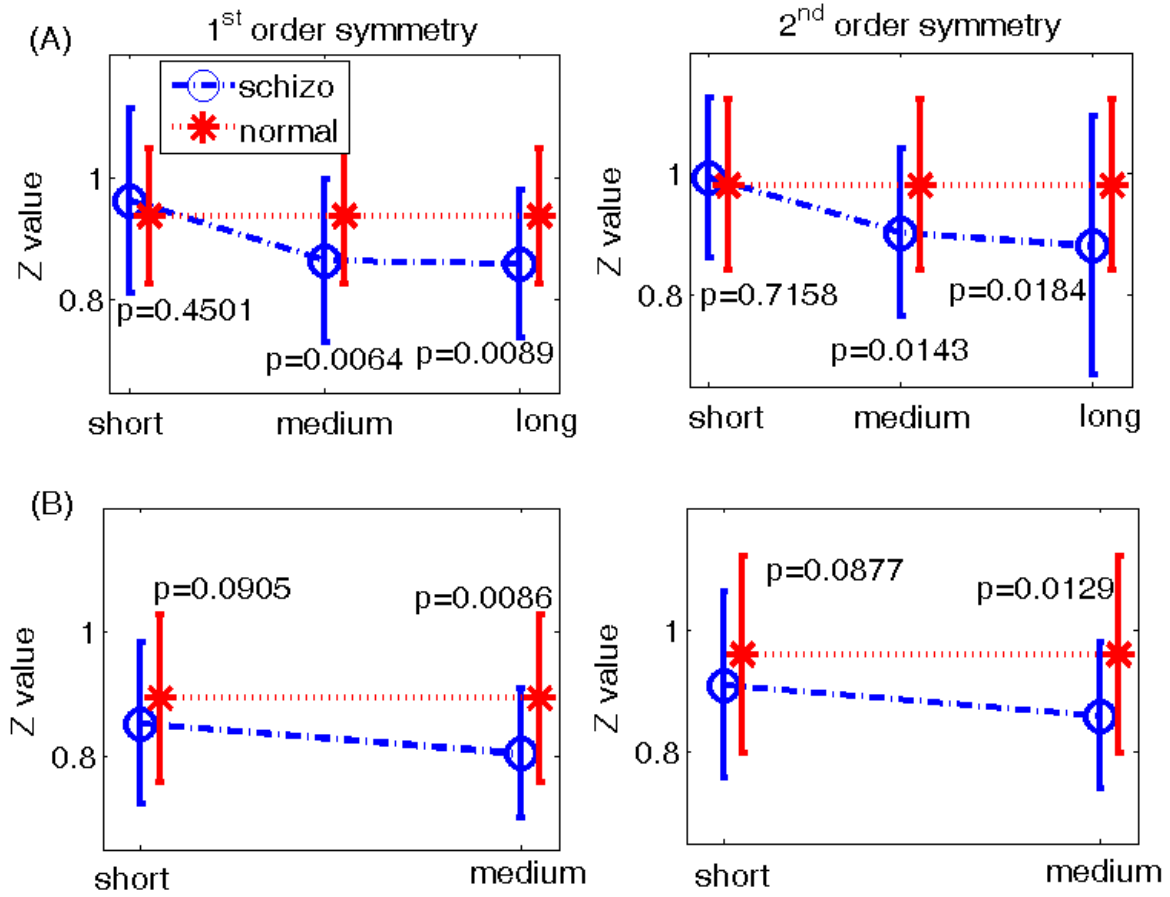 (A)
1st order symmetry
2nd order symmetry
schizo
normal
Z value
1
0.8
p=0.4501
p=0.0064
p=0.0089
short
medium
long
Z value
1
0.8
p=0.7158
p=0.0143
p=0.0184
short
medium
long
(B)
Z value
1
0.8
p=0.0905
p=0.0086
short
medium
Z value
1
0.8
p=0.0877
p=0.0129
short
medium